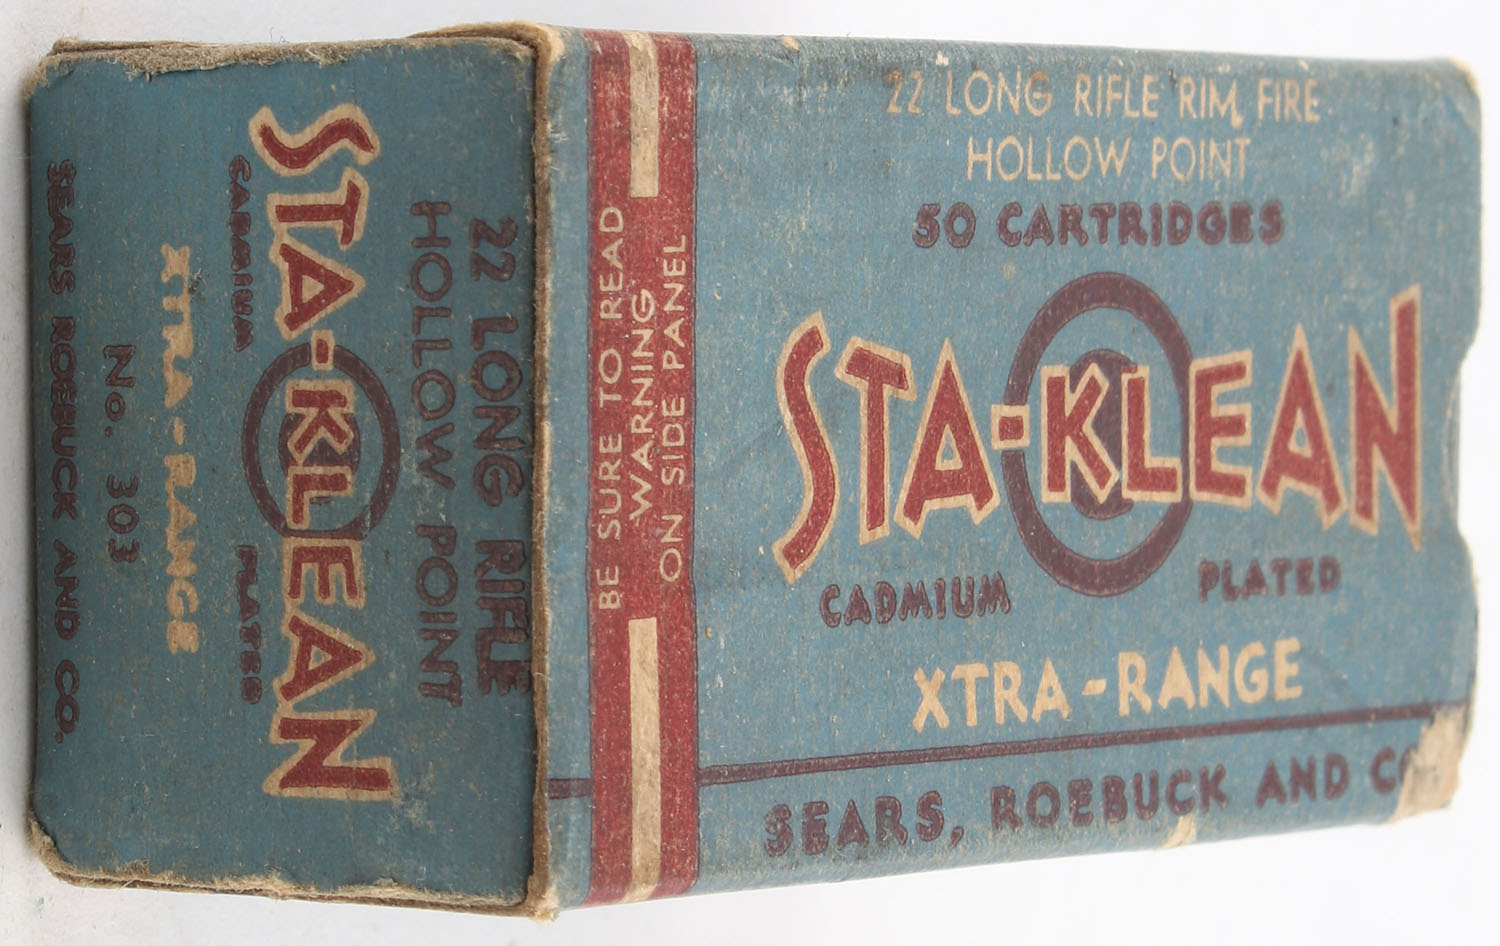 22 LONG RIFLE RIM FIRE
HOLLOW POINT
50 CARTRIDGES
STA-KLEAN
CADMIUM PLATED
XTRA-RANGE
SEARS, ROEBUCK AND CO
BE SURE TO READ
WARNING
ON SIDE PANEL
22 LONG RIFLE
HOLLOW POINT
STA-KLEAN
CADMIUM PLATED
XTRA-RANGE
No. 303
SEARS ROEBUCK AND CO.